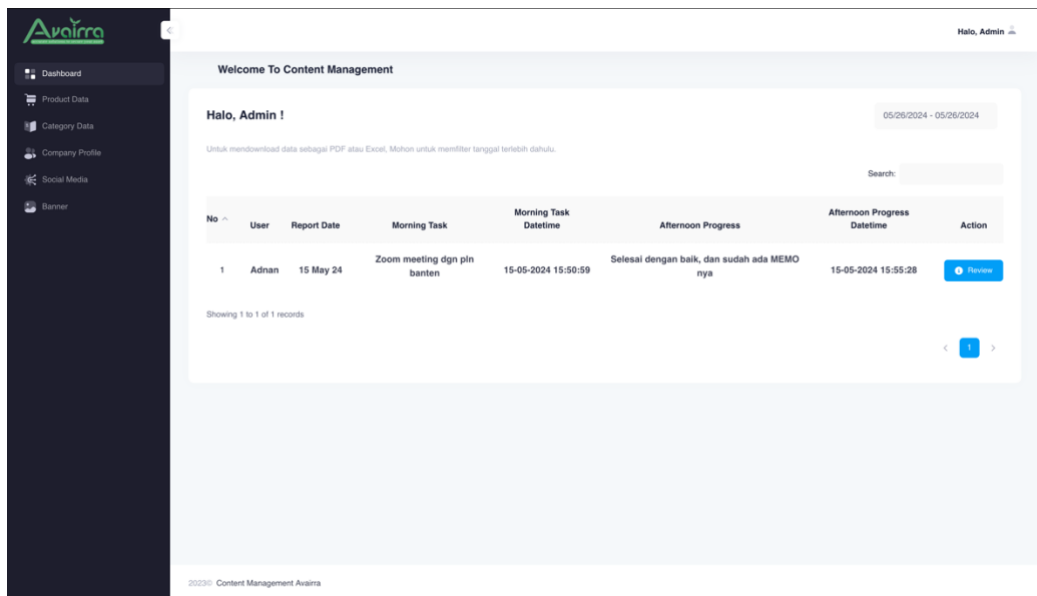 Avairra
Halo, Admin
Dashboard
Product Data
Category Data
Company Profile
Social Media
Banner
Welcome To Content Management
Halo, Admin !
05/26/2024 - 05/26/2024
Untuk mendownload data sebagai PDF atau Excel, Mohon untuk memfilter tanggal terlebih dahulu.
Search:
No User Report Date Morning Task Morning Task Datetime Afternoon Progress Afternoon Progress Datetime Action
1 Adnan 15 May 24 Zoom meeting dgn pln banten 15-05-2024 15:50:59 Selesai dengan baik, dan sudah ada MEMO nya 15-05-2024 15:55:28 Review
Showing 1 to 1 of 1 records
< 1 >
2023© Content Management Avairra